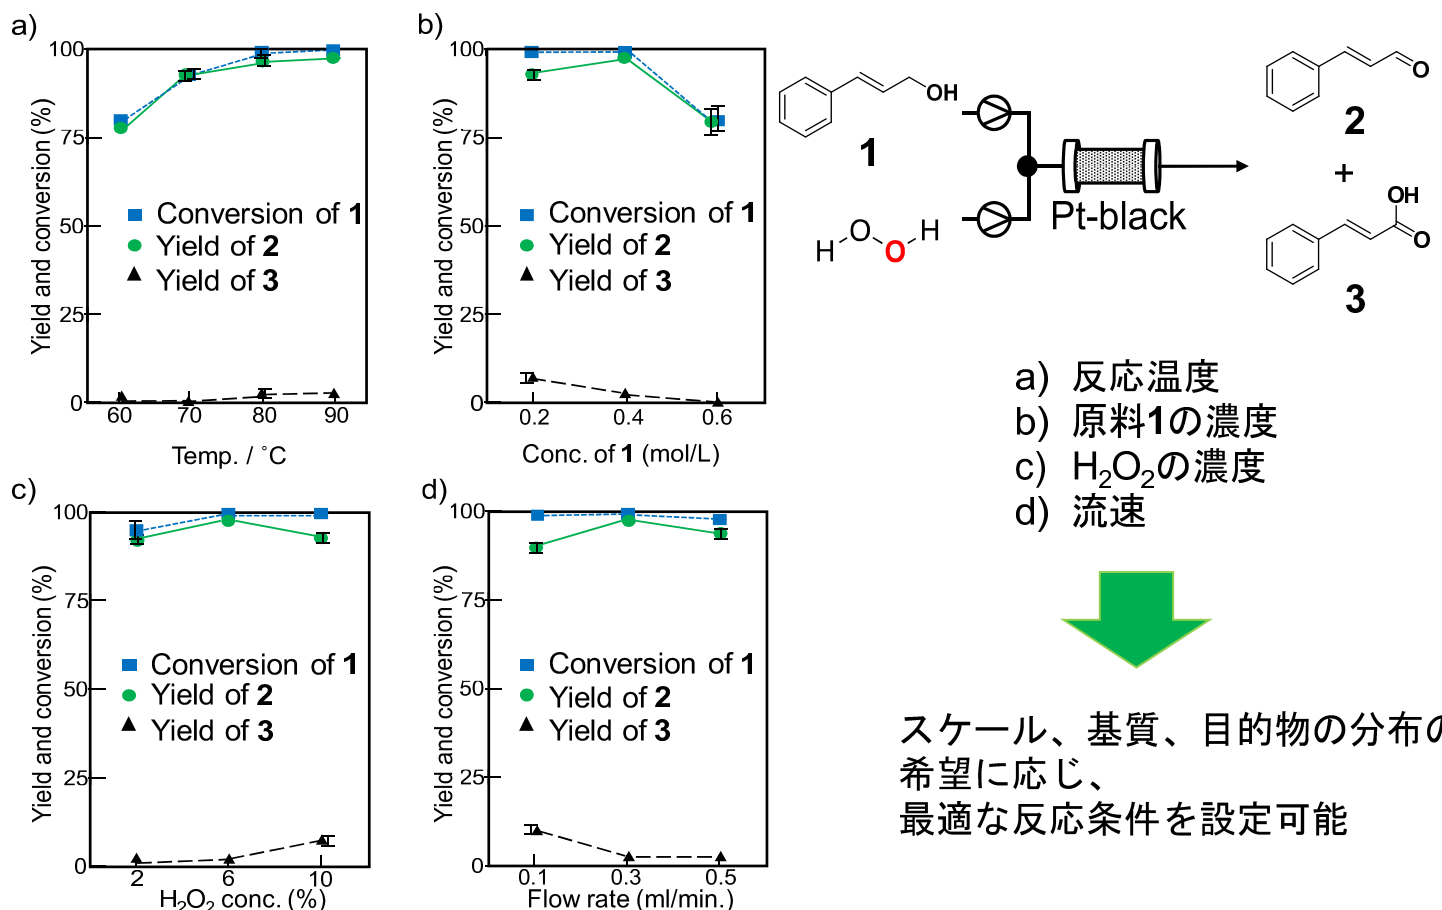 a)
100
75
50
25
0
Yield and conversion (%)
Conversion of 1
Yield of 2
Yield of 3
60 70 80 90
Temp. / ˚C
b)
100
75
50
25
0
Yield and conversion (%)
Conversion of 1
Yield of 2
Yield of 3
0.2 0.4 0.6
Conc. of 1 (mol/L)
c)
100
75
50
25
0
Yield and conversion (%)
Conversion of 1
Yield of 2
Yield of 3
2 6 10
H2O2 conc. (%)
d)
100
75
50
25
0
Yield and conversion (%)
Conversion of 1
Yield of 2
Yield of 3
0.1 0.3 0.5
Flow rate (ml/min.)
OH
1
H O O H
Pt-black
O
2
+
OH
O
3
a) 反応温度
b) 原料1の濃度
c) H2O2の濃度
d) 流速
スケール、基質、目的物の分布の
希望に応じ、
最適な反応条件を設定可能